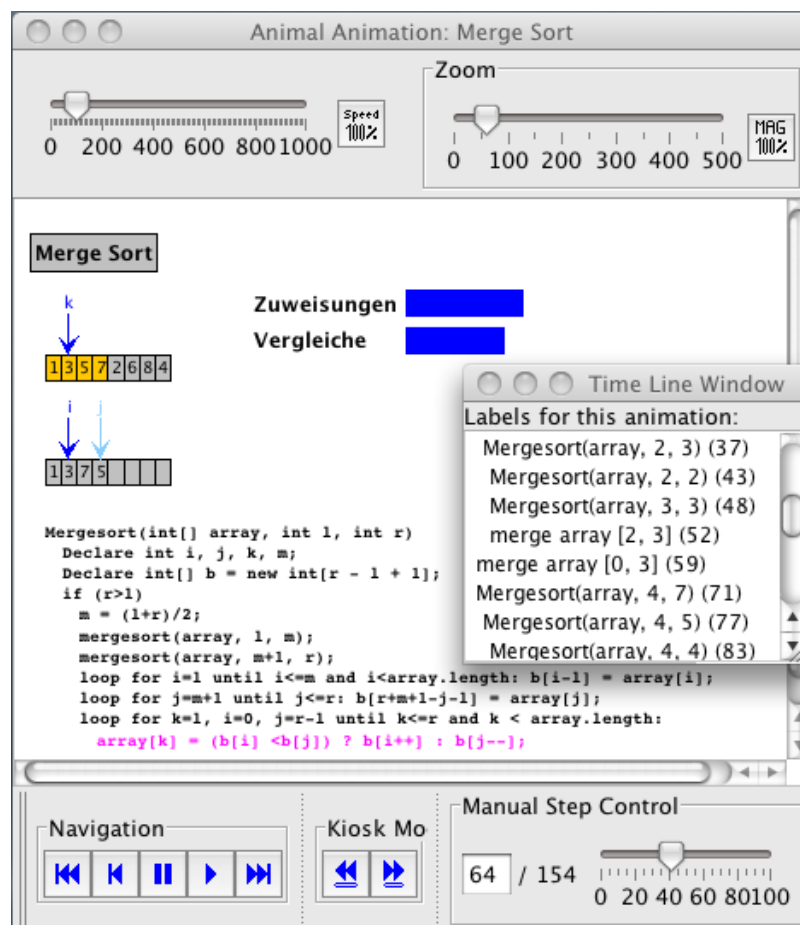 Animal Animation: Merge Sort
Zoom
Speed
100%
0 200 400 600 800 1000
MAG
100%
0 100 200 300 400 500
Merge Sort
k
Zuweisungen
Vergleiche
1 3 5 7 2 6 8 4
i j
1 3 7 5
Time Line Window
Labels for this animation:
Mergesort(array, 2, 3) (37)
Mergesort(array, 2, 2) (43)
Mergesort(array, 3, 3) (48)
merge array [2, 3] (52)
merge array [0, 3] (59)
Mergesort(array, 4, 7) (71)
Mergesort(array, 4, 5) (77)
Mergesort(array, 4, 4) (83)
Mergesort(int[] array, int l, int r)
Declare int i, j, k, m;
Declare int[] b = new int[r - l + 1];
if (r>l)
m = (l+r)/2;
mergesort(array, l, m);
mergesort(array, m+1, r);
loop for i=l until i<=m and i<array.length: b[i-l] = array[i];
loop for j=m+1 until j<=r: b[r+m+1-j-l] = array[j];
loop for k=l, i=0, j=r-l until k<=r and k < array.length:
array[k] = (b[i] <b[j]) ? b[i++] : b[j--];
Navigation
Kiosk Mo
Manual Step Control
64 / 154
0 20 40 60 80100